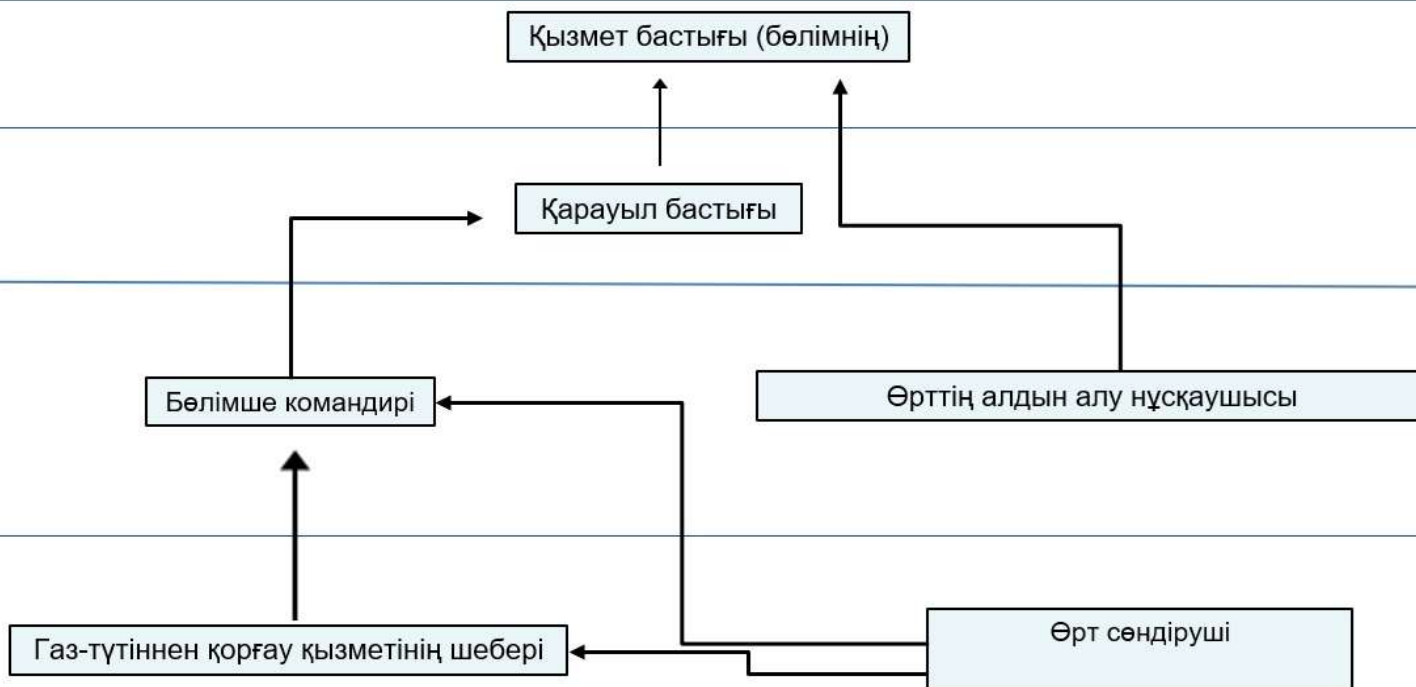 Қызмет бастығы (бөлімнің)
Қарауыл бастығы
Бөлімше командирі
Өрттің алдын алу нұсқаушысы
Газ-түтіннен қорғау қызметінің шебері
Өрт сөндіруші